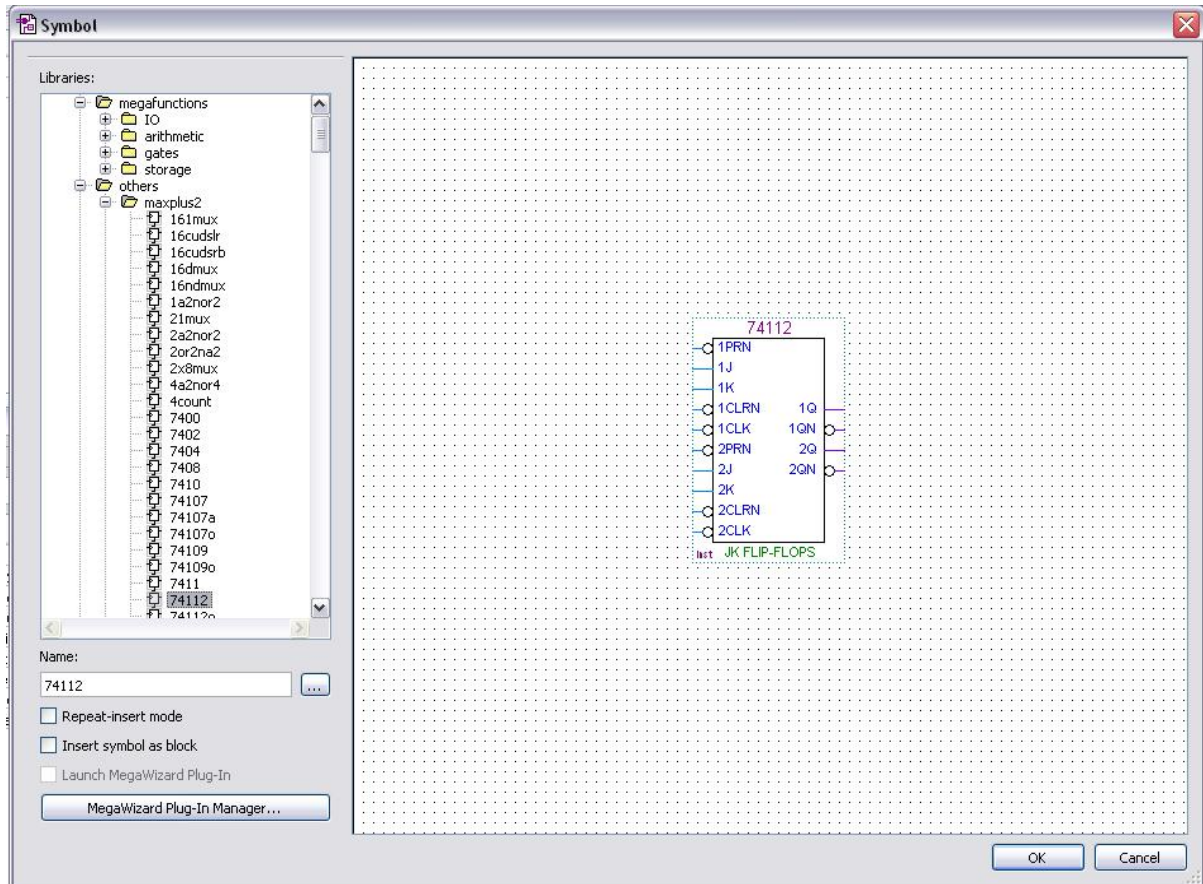 Symbol
Libraries:
megafunctions
IO
arithmetic
gates
storage
others
maxplus2
161mux
16cudslr
16cudsrb
16dmux
16ndmux
1a2nor2
21mux
2a2nor2
2or2na2
2x8mux
4a2nor4
4count
7400
7402
7404
7408
7410
74107
74107a
74107o
74109
74109o
7411
74112
74112o
Name:
74112
...
Repeat-insert mode
Insert symbol as block
Launch MegaWizard Plug-In
MegaWizard Plug-In Manager...
74112
1PRN
1J
1K
1CLRN 1Q
1CLK 1QN
2PRN 2Q
2J 2QN
2K
2CLRN
2CLK
inst JK FLIP-FLOPS
OK Cancel